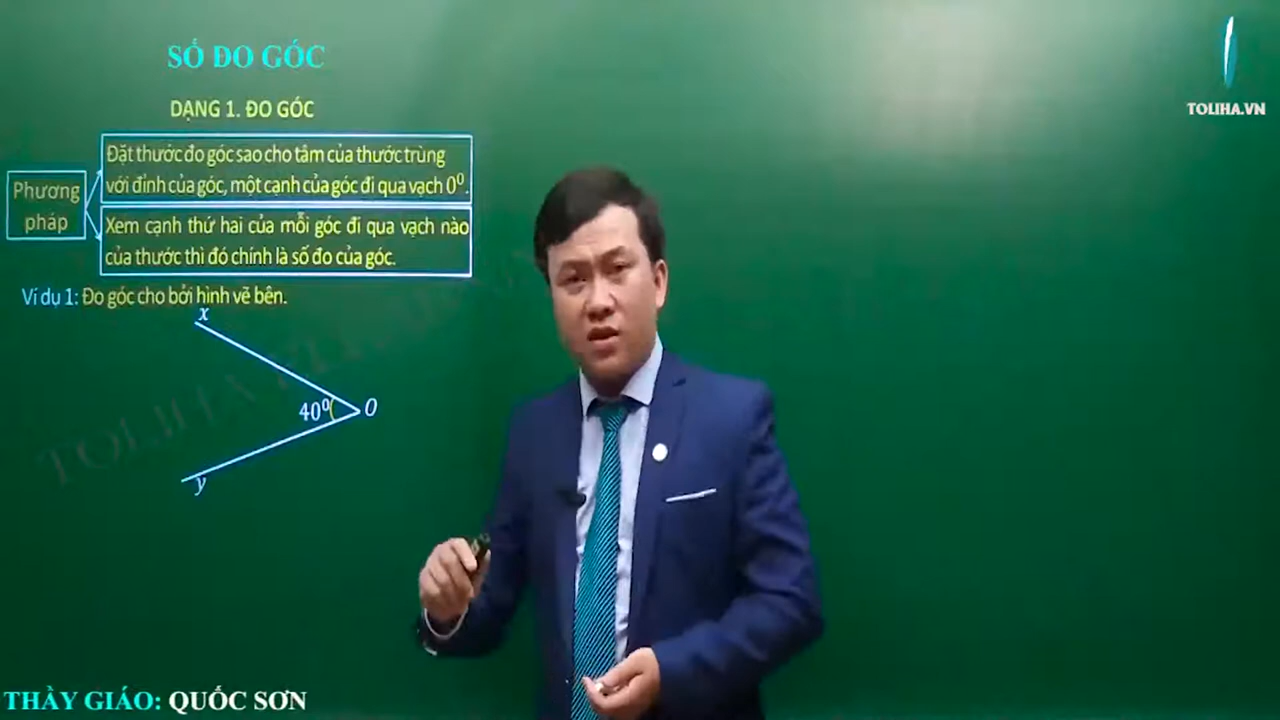 SỐ ĐO GÓC
TOLIHA.VN
DẠNG 1. ĐO GÓC
Phương
pháp
Đặt thước đo góc sao cho tâm của thước trùng
với đỉnh của góc, một cạnh của góc đi qua vạch 0⁰.
Xem cạnh thứ hai của mỗi góc đi qua vạch nào
của thước thì đó chính là số đo của góc.
Ví dụ 1: Đo góc cho bởi hình vẽ bên.
x
40⁰
O
y
THẦY GIÁO: QUỐC SƠN